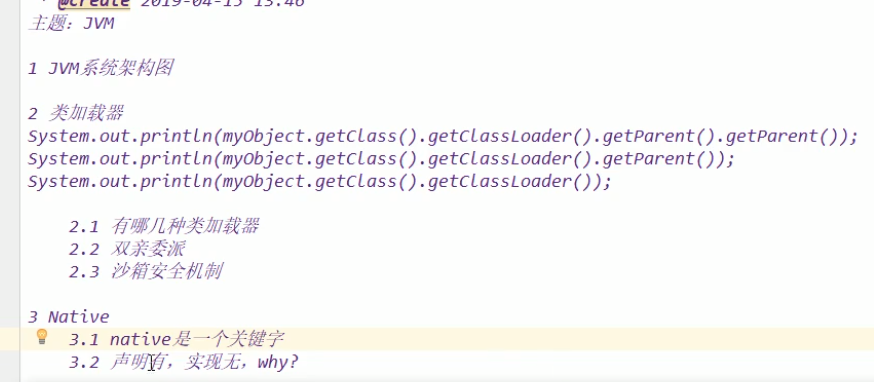 * @create 2019-04-15 13:46
主题：JVM
1 JVM系统架构图
2 类加载器
System.out.println(myObject.getClass().getClassLoader().getParent().getParent());
System.out.println(myObject.getClass().getClassLoader().getParent());
System.out.println(myObject.getClass().getClassLoader());
2.1 有哪几种类加载器
2.2 双亲委派
2.3 沙箱安全机制
3 Native
3.1 native是一个关键字
3.2 声明有，实现无，why?